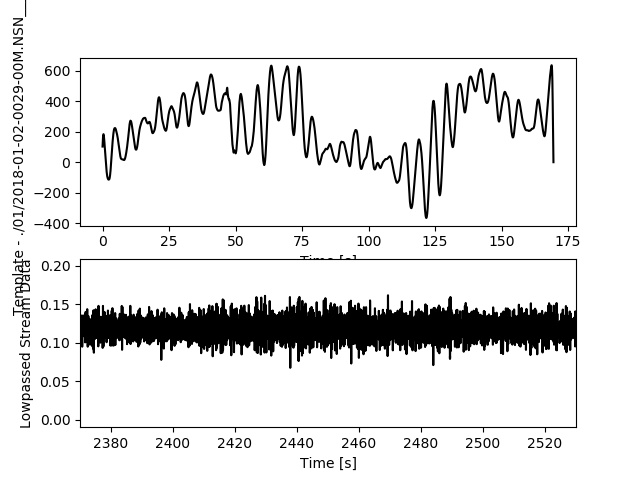 Template - ./01/2018-01-02-0029-00M.NSN__
600
400
200
0
−200
−400
0 25 50 75 100 125 150 175
Time [s]
Lowpassed Stream Data
0.20
0.15
0.10
0.05
0.00
2380 2400 2420 2440 2460 2480 2500 2520
Time [s]